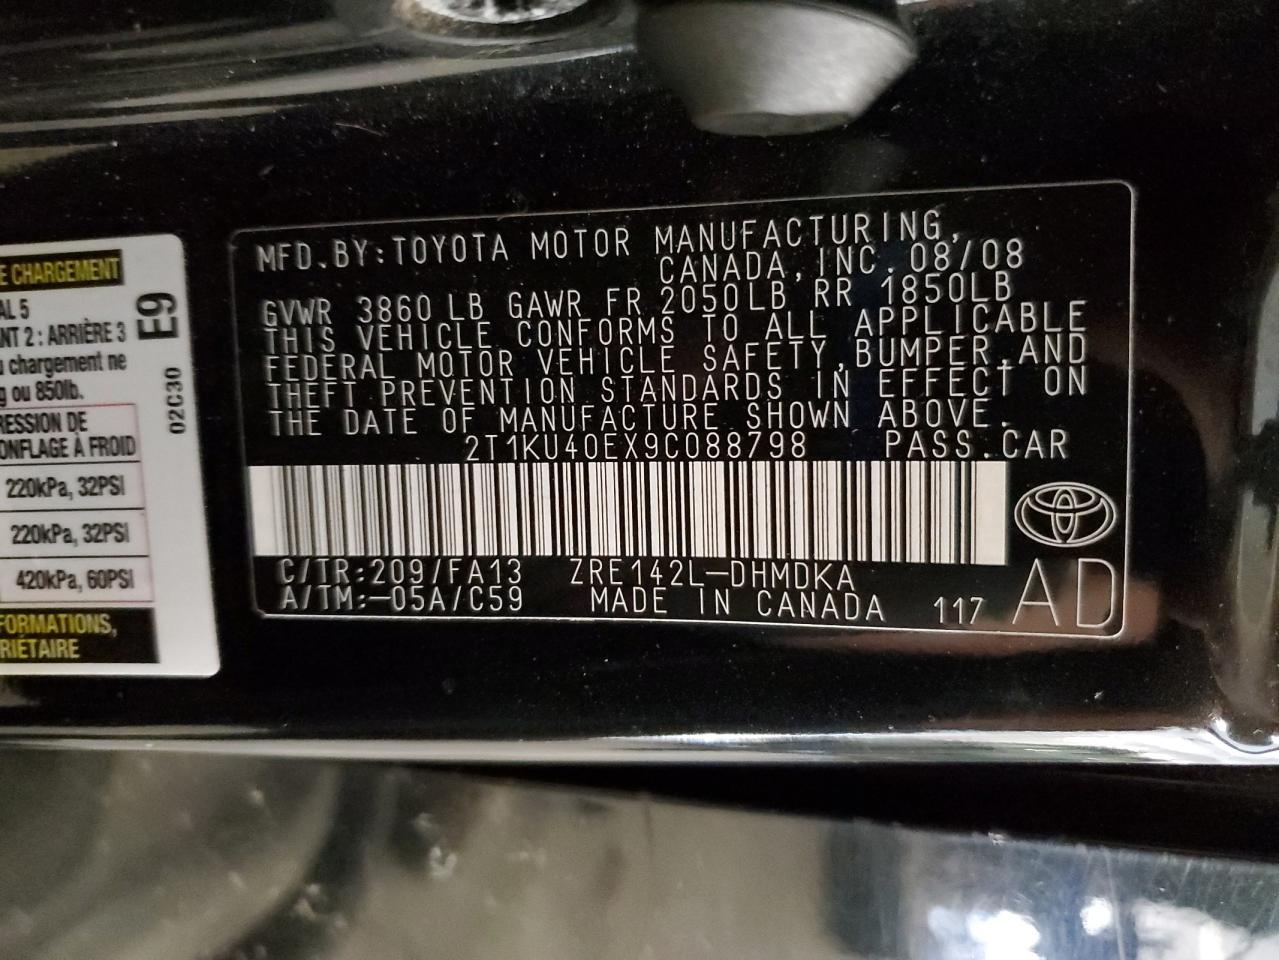 E CHARGEMENT
AL 5
NT 2 : ARRIÈRE 3
chargement ne
g ou 850lb.
RESSION DE
ONFLAGE À FROID
220kPa, 32PSI
220kPa, 32PSI
420kPa, 60PSI
FORMATIONS,
RIÉTAIRE
E9
02C30
MFD.BY:TOYOTA MOTOR MANUFACTURING,
CANADA,INC. 08/08
GVWR 3860LB GAWR FR 2050LB RR 1850LB
THIS VEHICLE CONFORMS TO ALL APPLICABLE
FEDERAL MOTOR VEHICLE SAFETY,BUMPER,AND
THEFT PREVENTION STANDARDS IN EFFECT ON
THE DATE OF MANUFACTURE SHOWN ABOVE.
2T1KU40EX9C088798 PASS.CAR
C/TR:209/FA13 ZRE142L-DHMDKA
A/TM:-05A/C59 MADE IN CANADA 117 AD